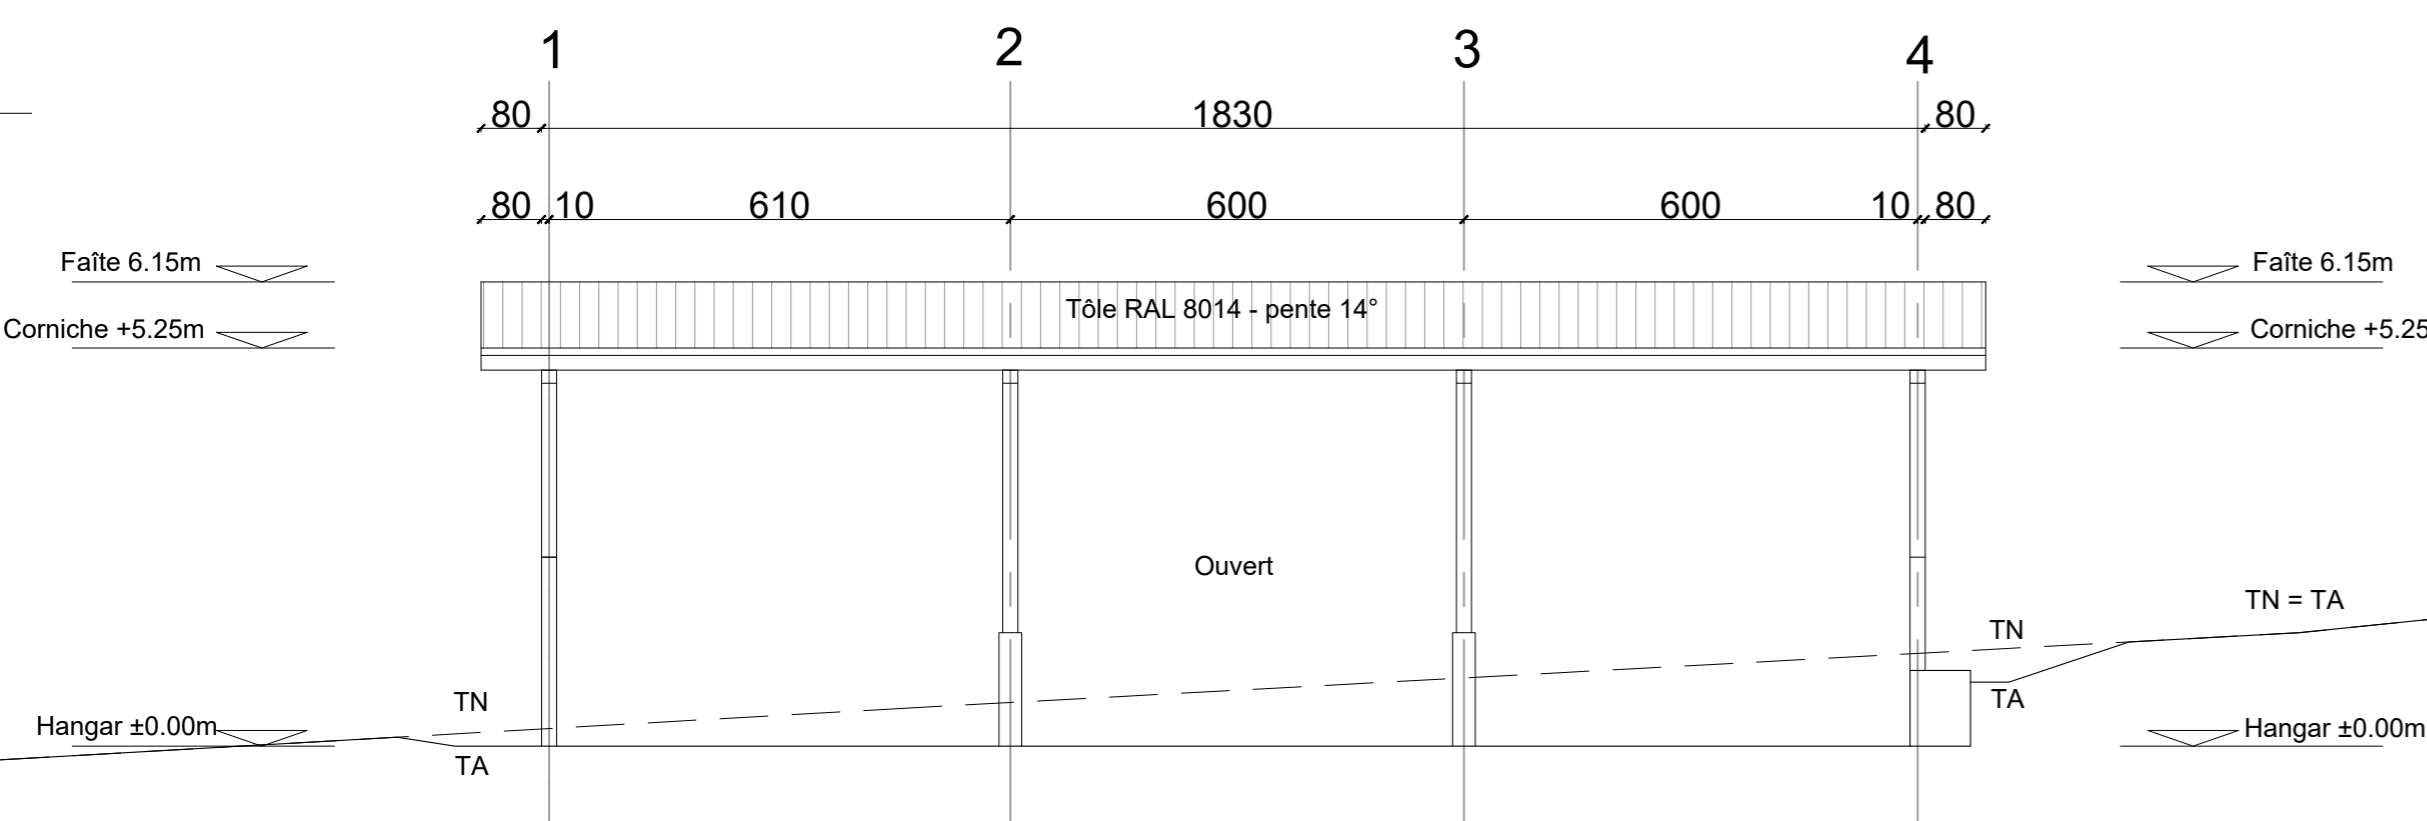 1 2 3 4
80 1830 80
80 10 610 600 600 10 80
Faîte 6.15m Faîte 6.15m
Tôle RAL 8014 - pente 14°
Corniche +5.25m Corniche +5.25
Ouvert
TN = TA
TN
TN
TA
Hangar ±0.00m Hangar ±0.00m
TA